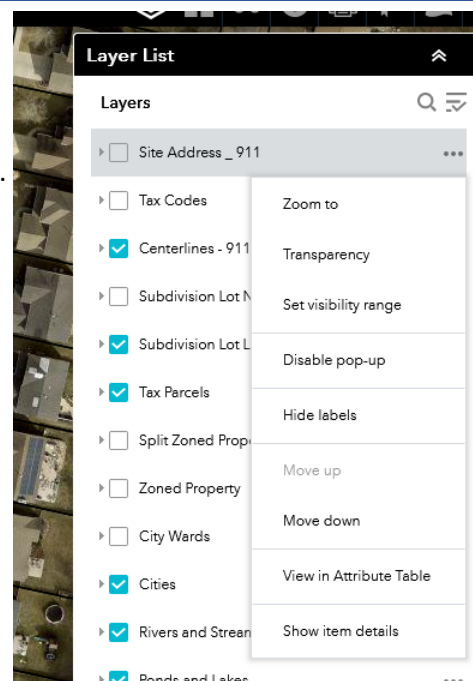 Layer List
Layers
Site Address _ 911
Tax Codes
Zoom to
Centerlines - 911
Transparency
Subdivision Lot N
Set visibility range
Subdivision Lot L
Disable pop-up
Tax Parcels
Hide labels
Split Zoned Prope
Move up
Zoned Property
Move down
City Wards
View in Attribute Table
Cities
Show item details
Rivers and Stream
Ponds and Lakes